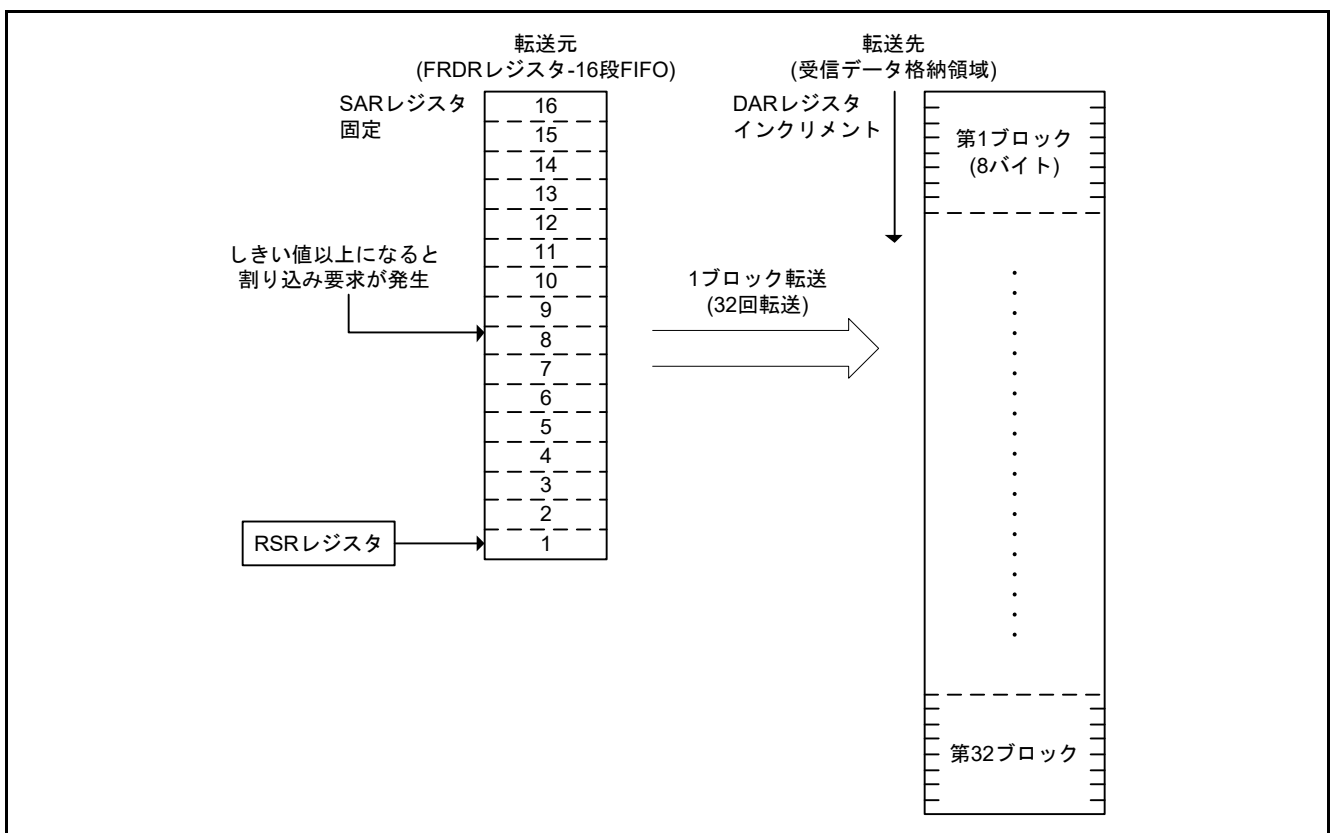 転送元
(FRDRレジスタ-16段FIFO)
転送先
(受信データ格納領域)
SARレジスタ
固定
16
15
14
13
12
11
10
9
8
7
6
5
4
3
2
1
しきい値以上になると
割り込み要求が発生
RSRレジスタ
1ブロック転送
(32回転送)
DARレジスタ
インクリメント
第1ブロック
(8バイト)
第32ブロック